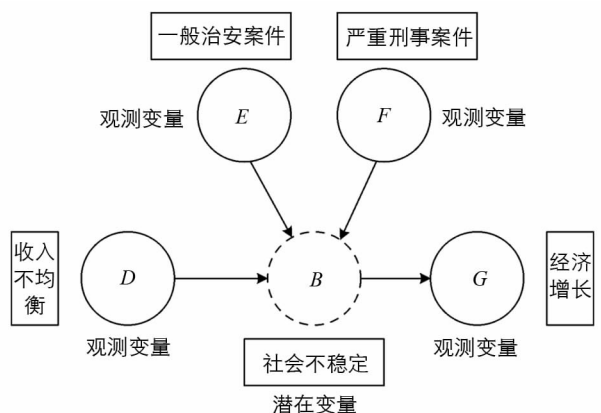 一般治安案件
严重刑事案件
观测变量
E
F
观测变量
收入
不均
衡
D
B
G
经济
增长
观测变量
社会不稳定
观测变量
潜在变量